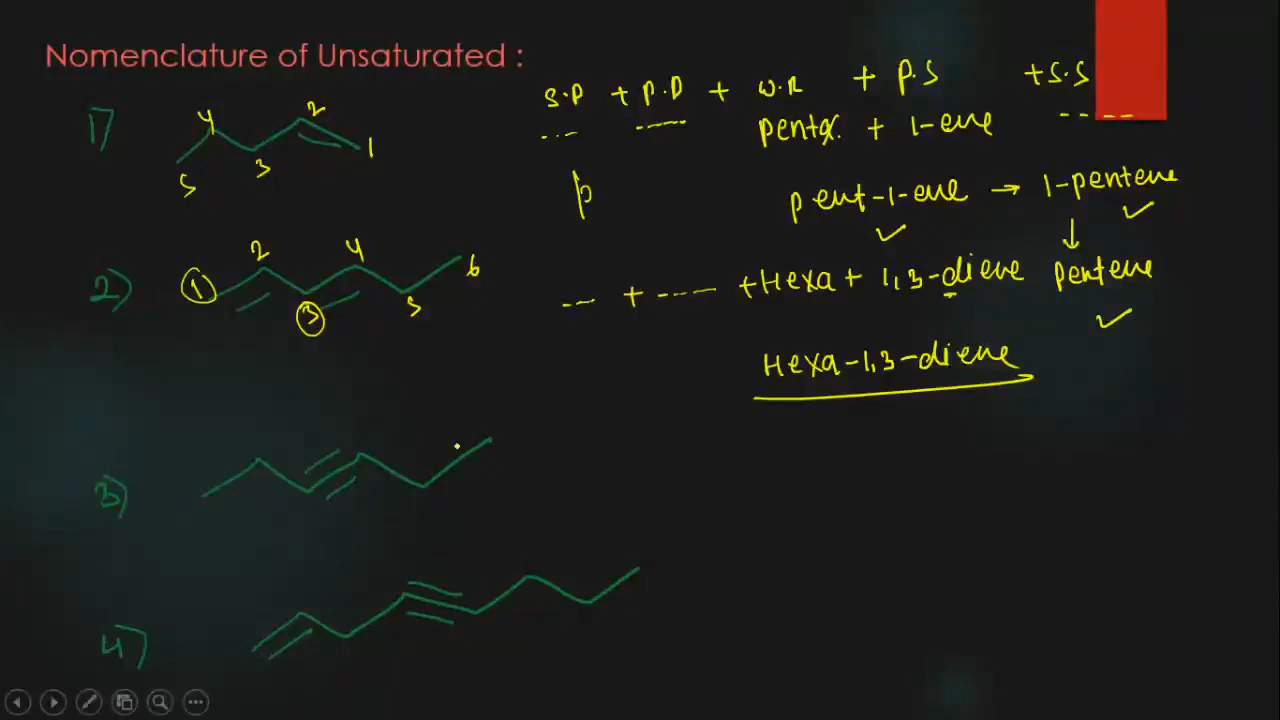 Nomenclature of Unsaturated :
S.P + P.P + W.R + P.S + S.S
1) 5 4 3 2 1
--- ---- penta + 1-ene ----
p pent-1-ene → 1-pentene
2) 1 2 3 4 5 6
-- + ---- + Hexa + 1,3-diene pentene
Hexa-1,3-diene
3)
4)